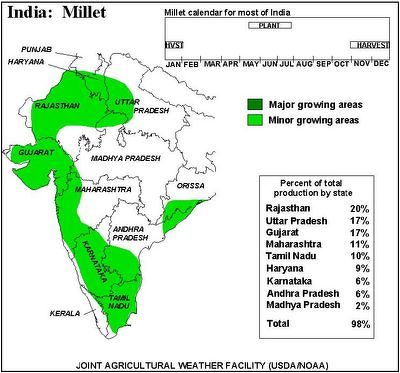 India: Millet
Millet calendar for most of India
PLANT
HVST
HARVEST
JAN FEB MAR APR MAY JUN JUL AUG SEP OCT NOV DEC
PUNJAB
HARYANA
RAJASTHAN
UTTAR
PRADESH
GUJARAT
MADHYA PRADESH
MAHARASHTRA
ORISSA
ANDHRA
PRADESH
KARNATAKA
KERALA
TAMIL
NADU
Major growing areas
Minor growing areas
Percent of total
production by state
Rajasthan 20%
Uttar Pradesh 17%
Gujarat 17%
Maharashtra 11%
Tamil Nadu 10%
Haryana 9%
Karnataka 6%
Andhra Pradesh 6%
Madhya Pradesh 2%
Total 98%
JOINT AGRICULTURAL WEATHER FACILITY (USDA/NOAA)